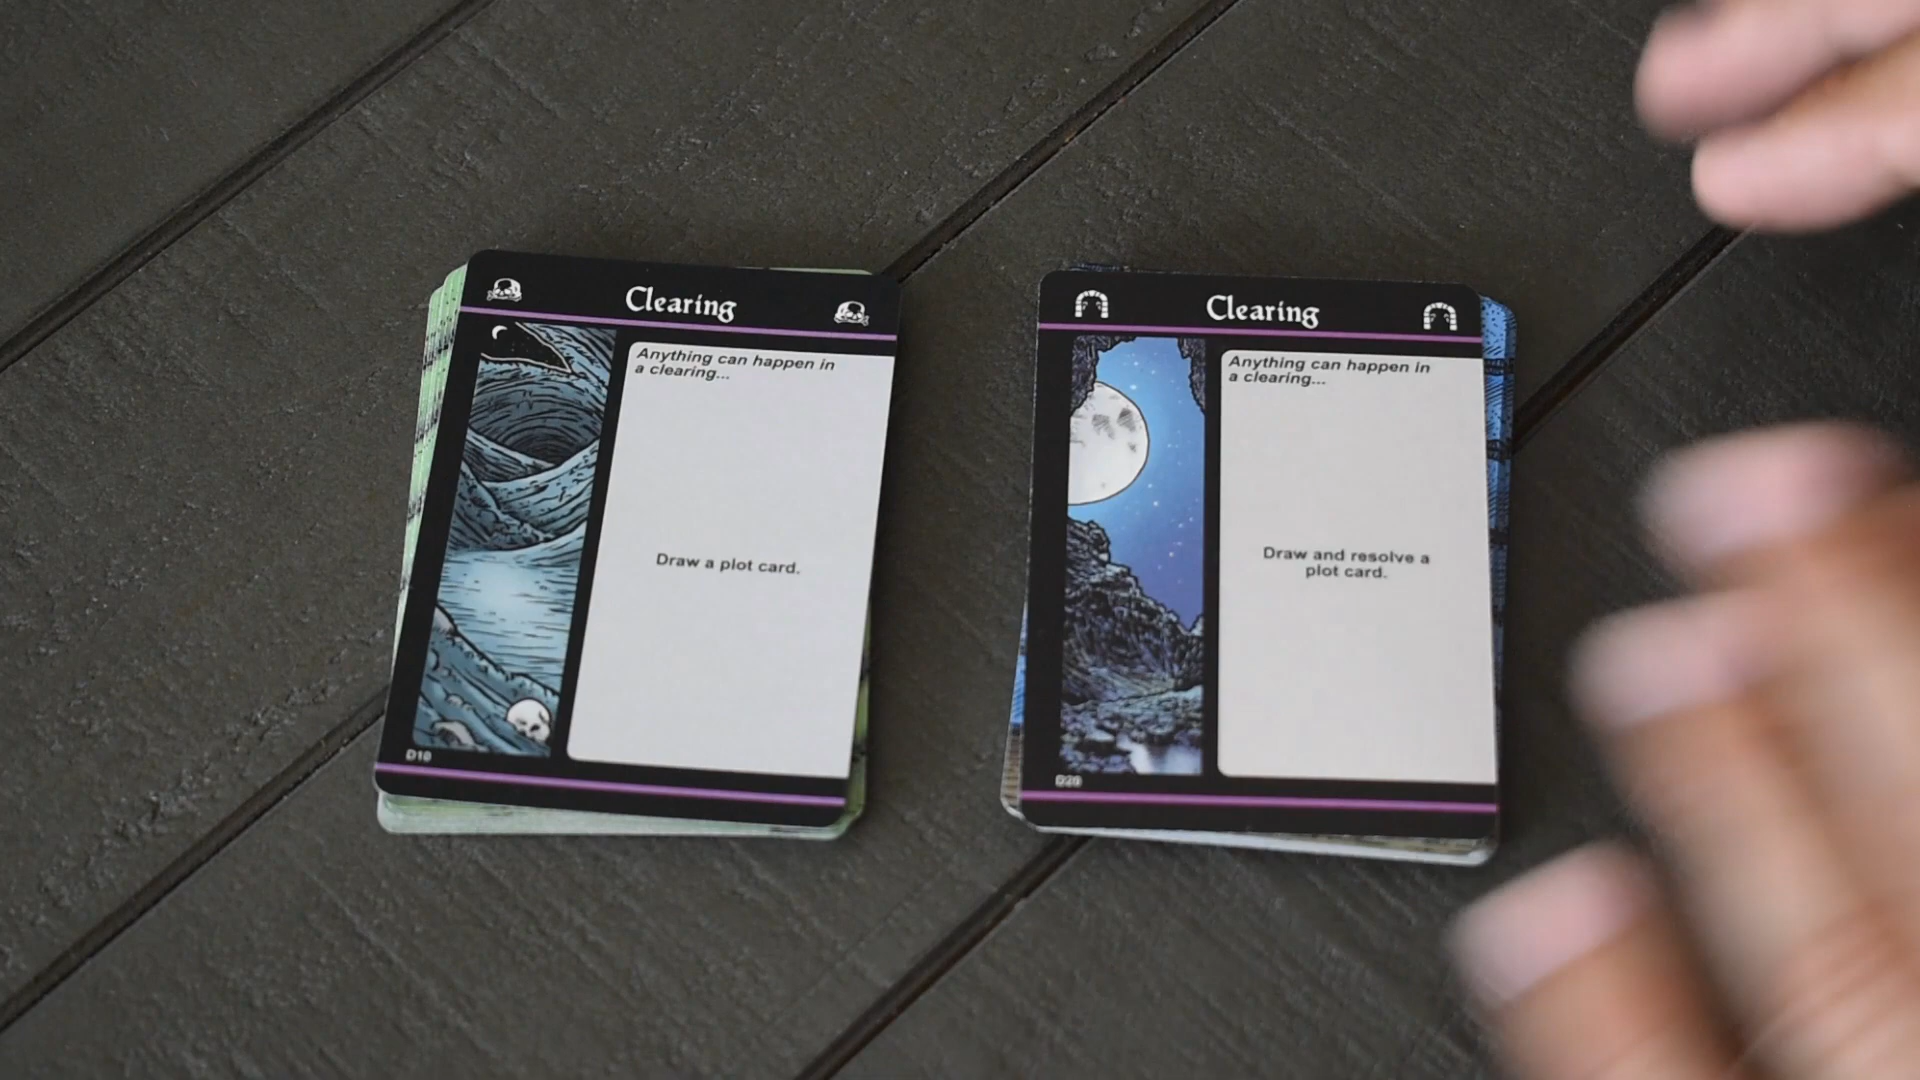 Clearing
Anything can happen in
a clearing...
Draw a plot card.
D10
Clearing
Anything can happen in
a clearing...
Draw and resolve a
plot card.
D20